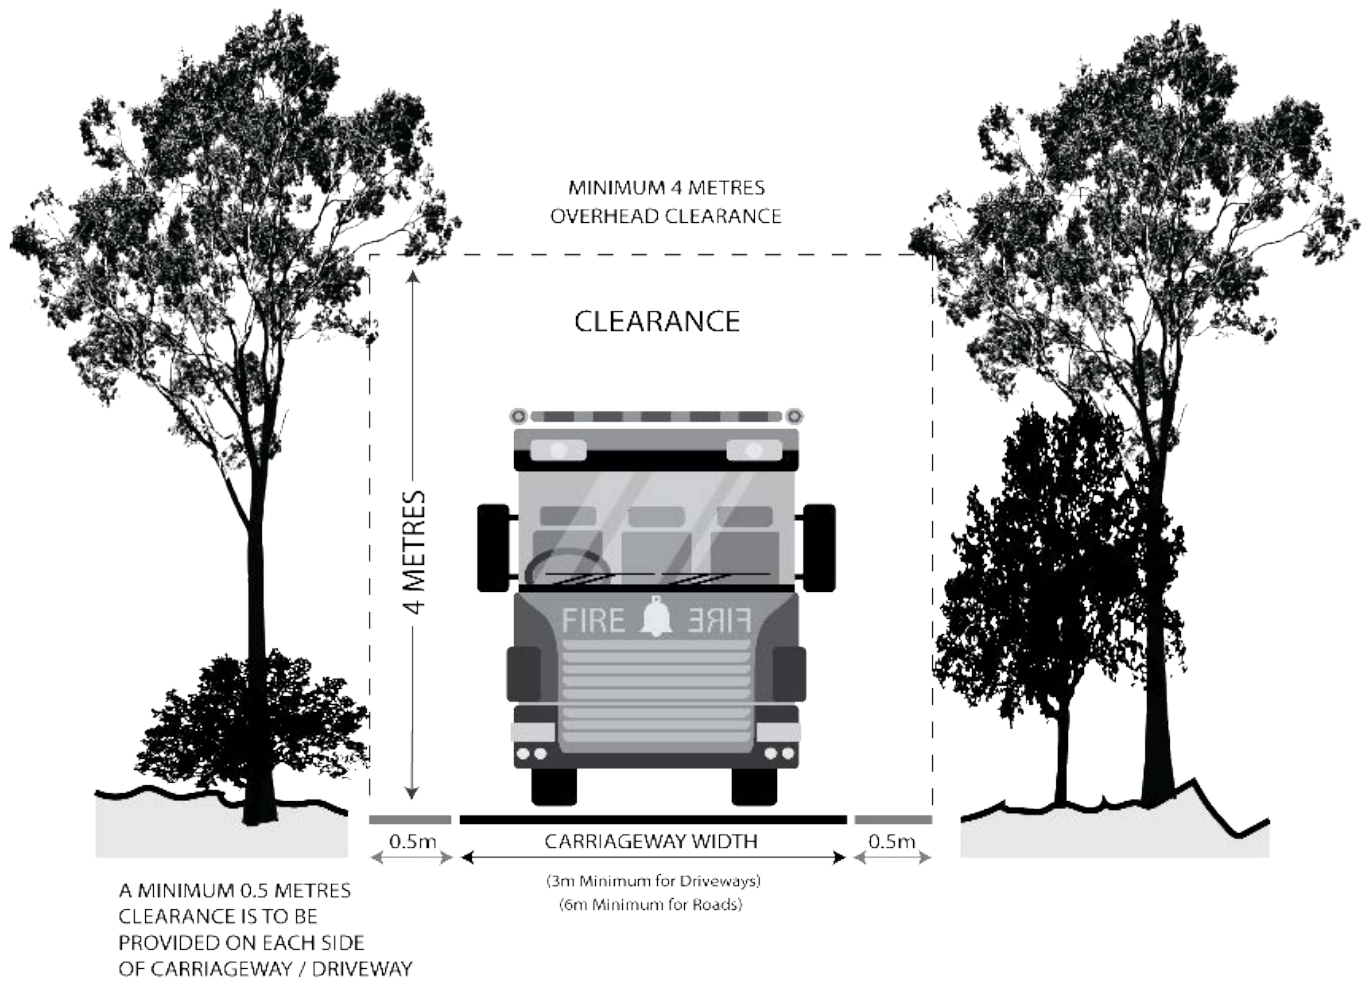 MINIMUM 4 METRES
OVERHEAD CLEARANCE
CLEARANCE
4 METRES
FIRE FIRE
0.5m
CARRIAGEWAY WIDTH
0.5m
(3m Minimum for Driveways)
(6m Minimum for Roads)
A MINIMUM 0.5 METRES
CLEARANCE IS TO BE
PROVIDED ON EACH SIDE
OF CARRIAGEWAY / DRIVEWAY